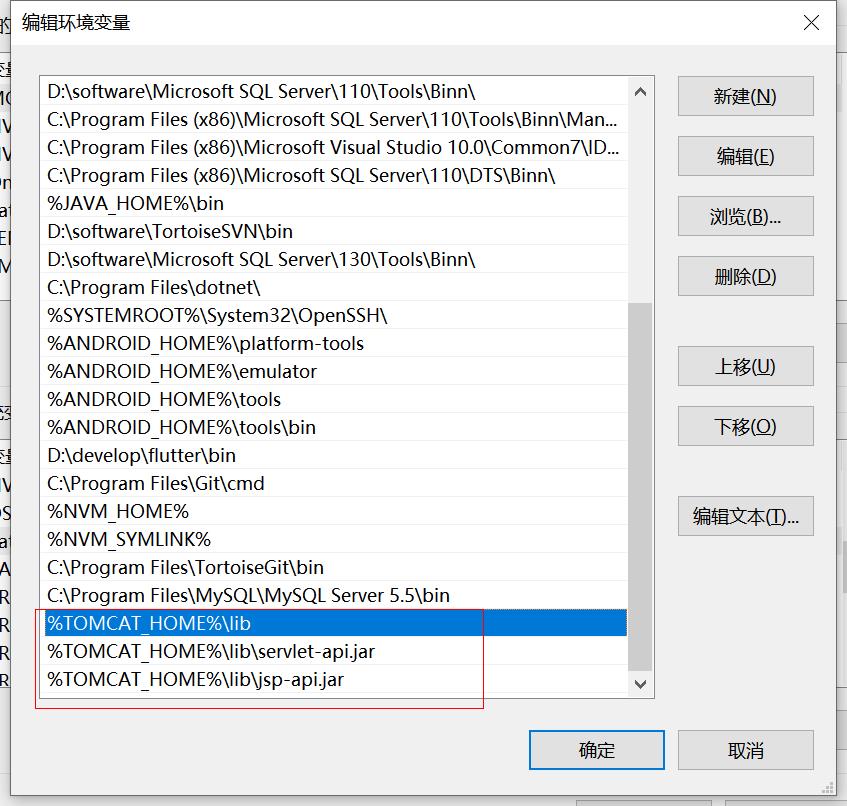 编辑环境变量
D:\software\Microsoft SQL Server\110\Tools\Binn\
C:\Program Files (x86)\Microsoft SQL Server\110\Tools\Binn\Man...
C:\Program Files (x86)\Microsoft Visual Studio 10.0\Common7\ID...
C:\Program Files (x86)\Microsoft SQL Server\110\DTS\Binn\
%JAVA_HOME%\bin
D:\software\TortoiseSVN\bin
D:\software\Microsoft SQL Server\130\Tools\Binn\
C:\Program Files\dotnet\
%SYSTEMROOT%\System32\OpenSSH\
%ANDROID_HOME%\platform-tools
%ANDROID_HOME%\emulator
%ANDROID_HOME%\tools
%ANDROID_HOME%\tools\bin
D:\develop\flutter\bin
C:\Program Files\Git\cmd
%NVM_HOME%
%NVM_SYMLINK%
C:\Program Files\TortoiseGit\bin
C:\Program Files\MySQL\MySQL Server 5.5\bin
%TOMCAT_HOME%\lib
%TOMCAT_HOME%\lib\servlet-api.jar
%TOMCAT_HOME%\lib\jsp-api.jar
新建(N)
编辑(E)
浏览(B)...
删除(D)
上移(U)
下移(O)
编辑文本(T)...
确定
取消